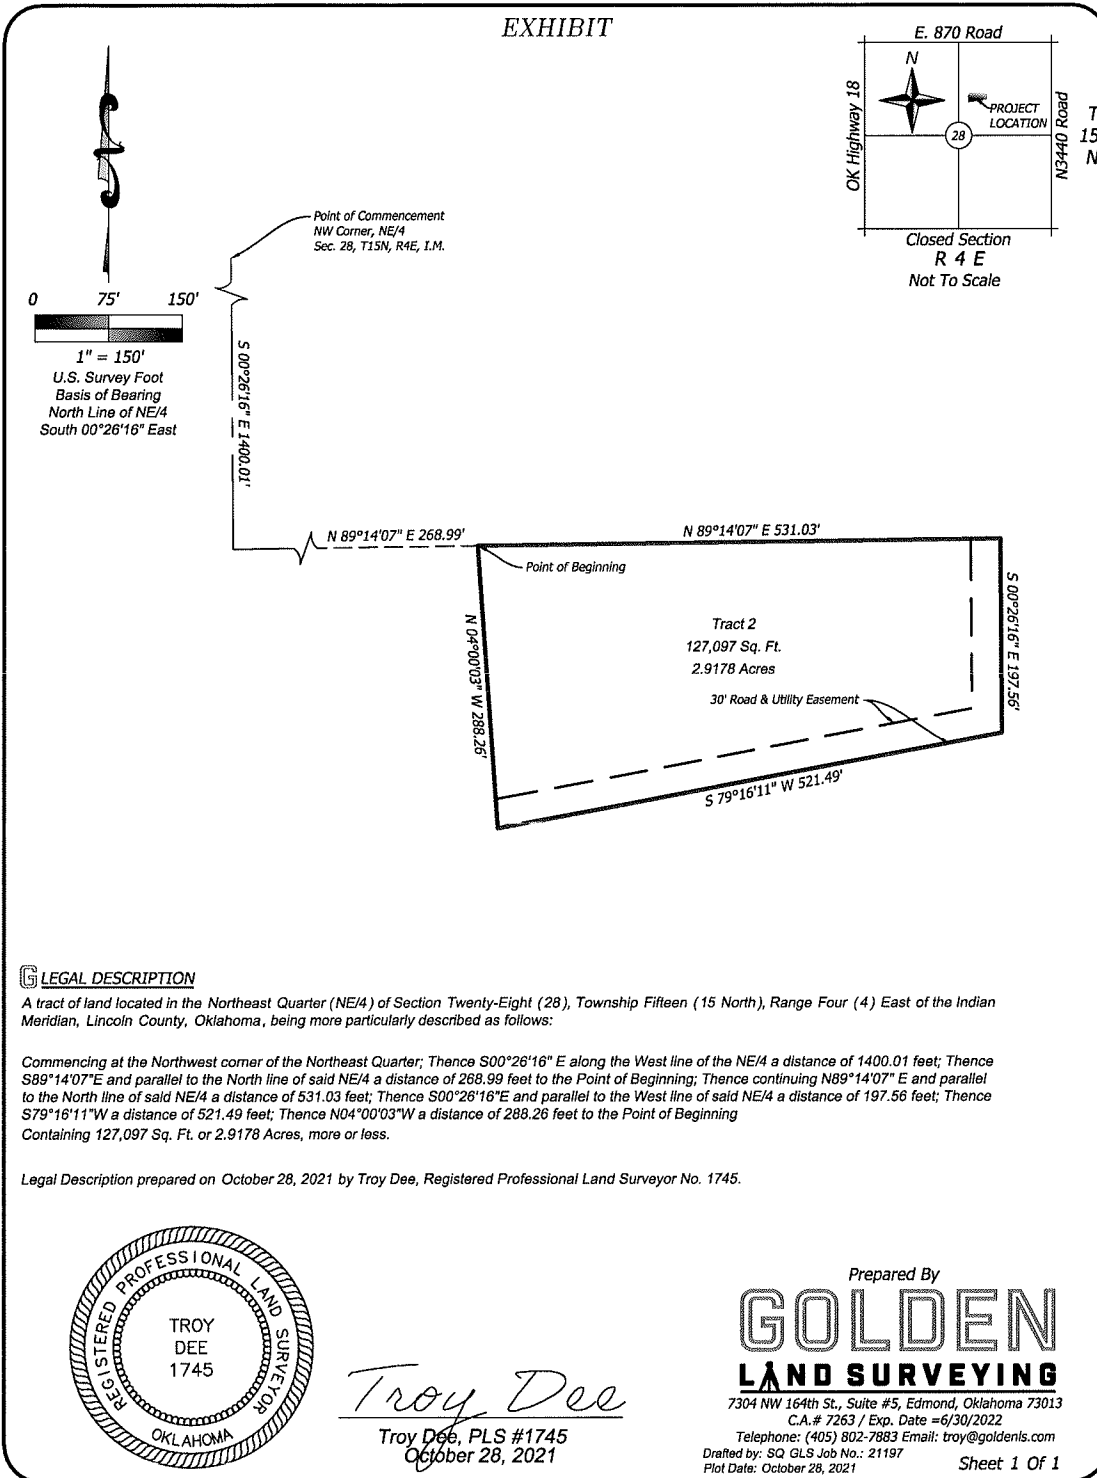 EXHIBIT
E. 870 Road
N
OK Highway 18
PROJECT
LOCATION
28
N3440 Road
T
15
N
Closed Section
R 4 E
Not To Scale
Point of Commencement
NW Corner, NE/4
Sec. 28, T15N, R4E, I.M.
0 75' 150'
1" = 150'
U.S. Survey Foot
Basis of Bearing
North Line of NE/4
South 00°26'16" East
S 00°26'16" E 1400.01'
N 89°14'07" E 268.99'
N 89°14'07" E 531.03'
Point of Beginning
S 00°26'16" E 197.56'
N 04°00'03" W 288.26'
Tract 2
127,097 Sq. Ft.
2.9178 Acres
30' Road & Utility Easement
S 79°16'11" W 521.49'
G LEGAL DESCRIPTION
A tract of land located in the Northeast Quarter (NE/4) of Section Twenty-Eight (28), Township Fifteen (15 North), Range Four (4) East of the Indian
Meridian, Lincoln County, Oklahoma, being more particularly described as follows:
Commencing at the Northwest corner of the Northeast Quarter; Thence S00°26'16" E along the West line of the NE/4 a distance of 1400.01 feet; Thence
S89°14'07"E and parallel to the North line of said NE/4 a distance of 268.99 feet to the Point of Beginning; Thence continuing N89°14'07" E and parallel
to the North line of said NE/4 a distance of 531.03 feet; Thence S00°26'16"E and parallel to the West line of said NE/4 a distance of 197.56 feet; Thence
S79°16'11"W a distance of 521.49 feet; Thence N04°00'03"W a distance of 288.26 feet to the Point of Beginning
Containing 127,097 Sq. Ft. or 2.9178 Acres, more or less.
Legal Description prepared on October 28, 2021 by Troy Dee, Registered Professional Land Surveyor No. 1745.
REGISTERED PROFESSIONAL LAND SURVEYOR
TROY
DEE
1745
OKLAHOMA
Troy Dee
Troy Dee, PLS #1745
October 28, 2021
Prepared By
GOLDEN
LAND SURVEYING
7304 NW 164th St., Suite #5, Edmond, Oklahoma 73013
C.A.# 7263 / Exp. Date =6/30/2022
Telephone: (405) 802-7883 Email: troy@goldenls.com
Drafted by: SQ GLS Job No.: 21197
Plot Date: October 28, 2021
Sheet 1 Of 1